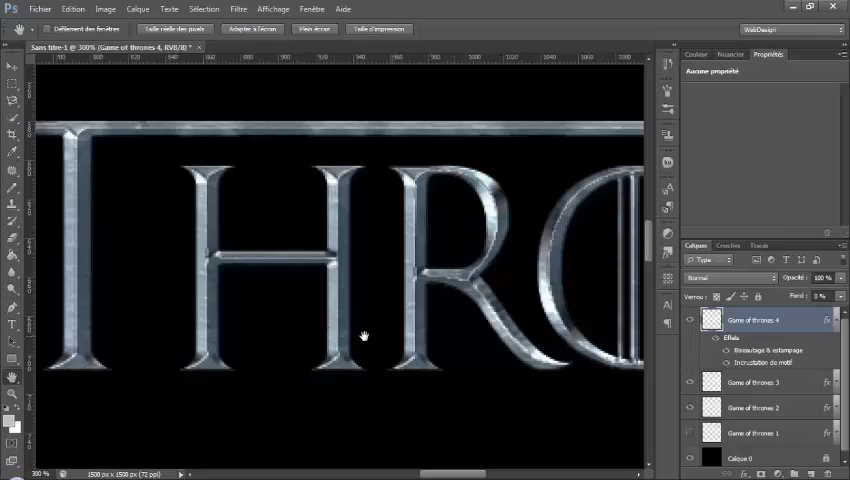 Ps Fichier Edition Image Calque Texte Sélection Filtre Affichage Fenêtre Aide
Défilement des fenêtres Taille réelle des pixels Adapter à l'écran Plein écran Taille d'impression WebDesign
Sans titre-1 @ 300% (Game of thrones 4, RVB/8) *
Couleur Nuancier Propriétés
Aucune propriété
THRO
Calques Couches Tracés
Type
Normal Opacité : 100 %
Verrou : Fond : 0 %
Game of thrones 4 fx
Effets
Biseautage & estampage
Incrustation de motif
Game of thrones 3 fx
Game of thrones 2 fx
Game of thrones 1 fx
Calque 0
300 % 1500 px x 1500 px (72 ppi)